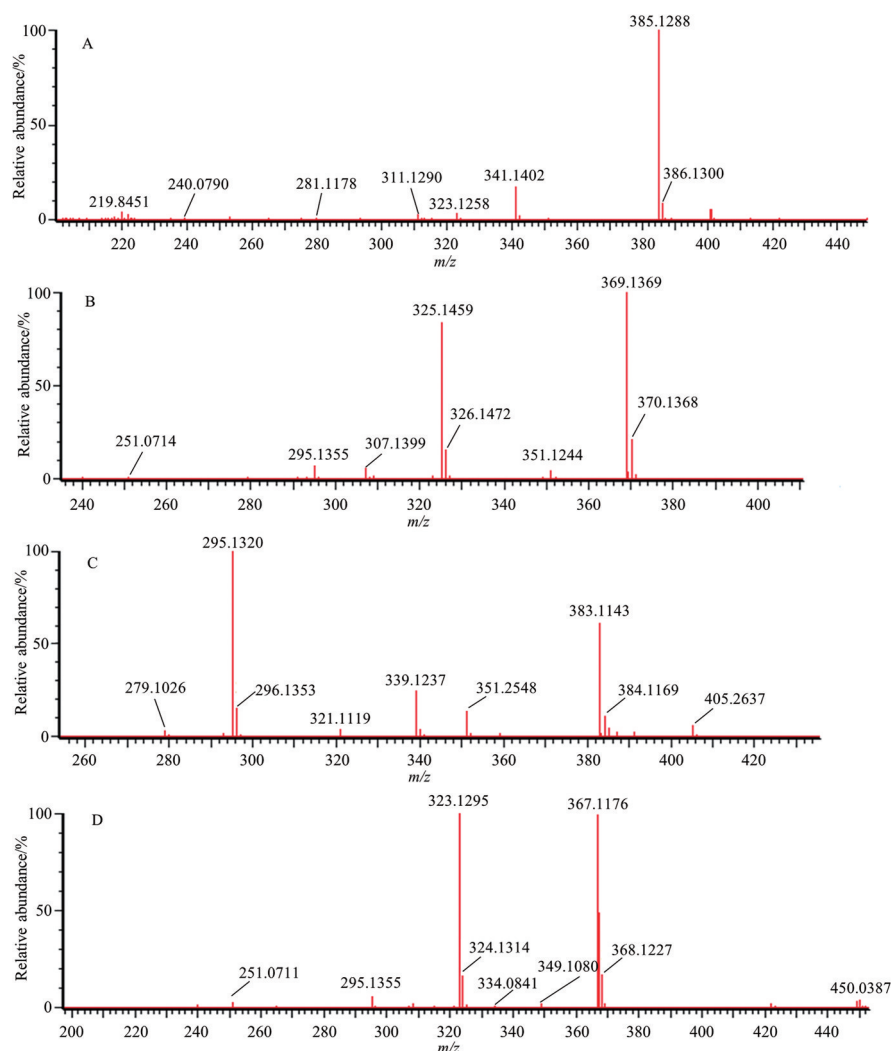 A
385.1288
386.1300
341.1402
311.1290
323.1258
281.1178
240.0790
219.8451
Relative abundance/%
100
50
0
220 240 260 280 300 320 340 360 380 400 420 440
m/z
B
369.1369
325.1459
370.1368
326.1472
351.1244
307.1399
295.1355
251.0714
Relative abundance/%
100
50
0
240 260 280 300 320 340 360 380 400
m/z
C
295.1320
383.1143
339.1237
351.2548
279.1026
296.1353
384.1169
405.2637
321.1119
Relative abundance/%
100
50
0
260 280 300 320 340 360 380 400 420
m/z
D
323.1295
367.1176
324.1314
349.1080
368.1227
251.0711
295.1355
334.0841
450.0387
Relative abundance/%
100
50
0
200 220 240 260 280 300 320 340 360 380 400 420 440
m/z